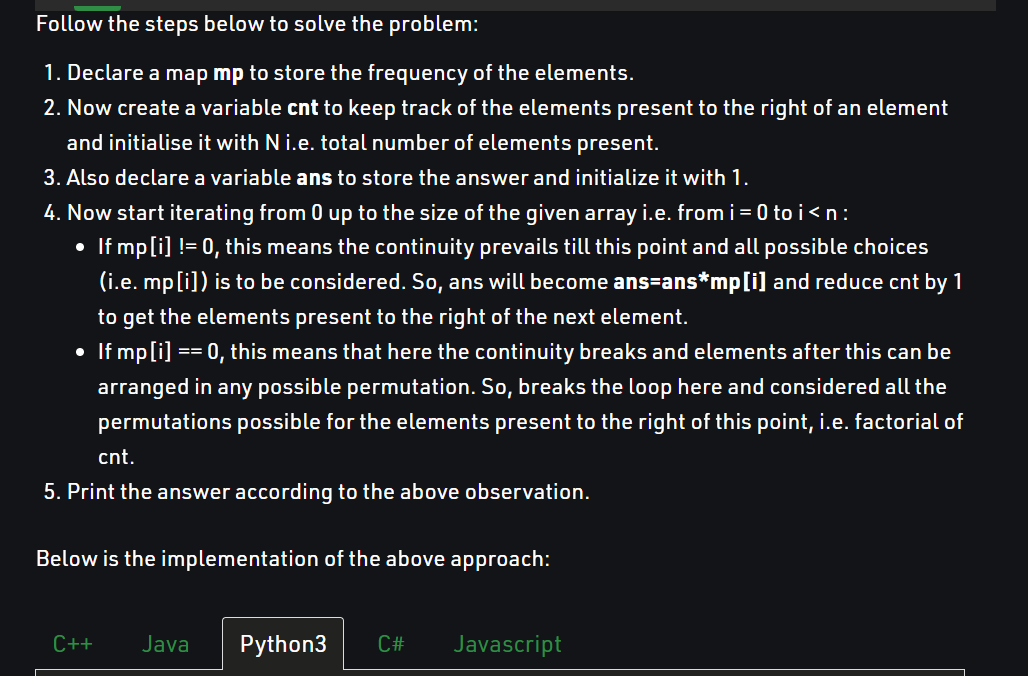 Follow the steps below to solve the problem:
1. Declare a map mp to store the frequency of the elements.
2. Now create a variable cnt to keep track of the elements present to the right of an element
and initialise it with N i.e. total number of elements present.
3. Also declare a variable ans to store the answer and initialize it with 1.
4. Now start iterating from 0 up to the size of the given array i.e. from i = 0 to i < n :
• If mp[i] != 0, this means the continuity prevails till this point and all possible choices
(i.e. mp[i]) is to be considered. So, ans will become ans=ans*mp[i] and reduce cnt by 1
to get the elements present to the right of the next element.
• If mp[i] == 0, this means that here the continuity breaks and elements after this can be
arranged in any possible permutation. So, breaks the loop here and considered all the
permutations possible for the elements present to the right of this point, i.e. factorial of
cnt.
5. Print the answer according to the above observation.
Below is the implementation of the above approach:
C++ Java Python3 C# Javascript